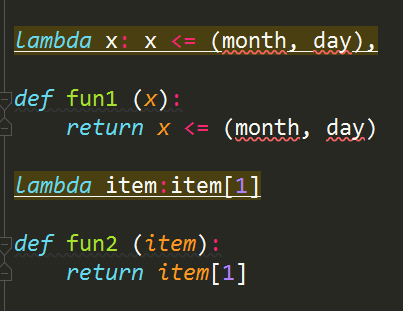 lambda x: x <= (month, day),
def fun1 (x):
    return x <= (month, day)
lambda item:item[1]
def fun2 (item):
    return item[1]